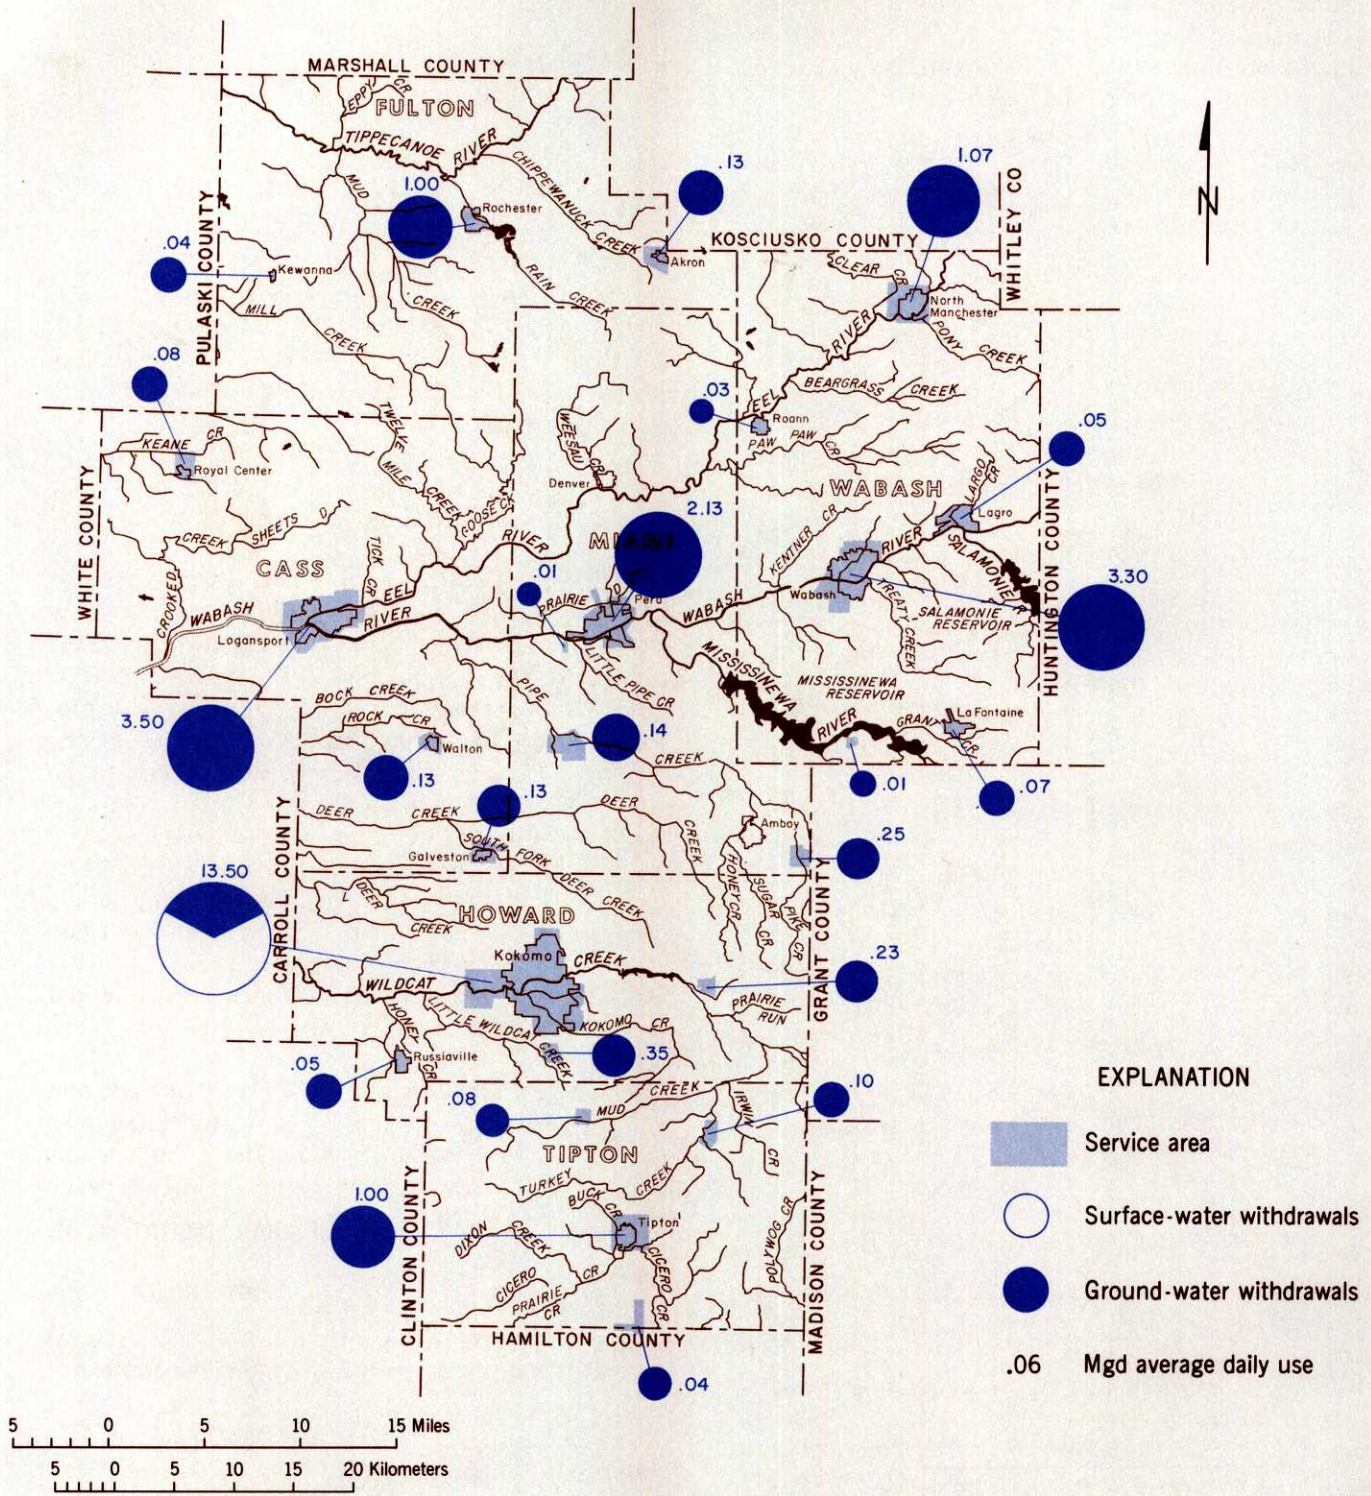 MARSHALL COUNTY
EPPY CR
FULTON
TIPPECANOE RIVER
CHIPPEWANUCK CREEK
MUD
CREEK
1.00
Rochester
.13
Akron
1.07
WHITLEY CO
N
KOSCIUSKO COUNTY
PULASKI COUNTY
.04
Kewanna
RAIN CREEK
CLEAR CR
North
Manchester
MILL
CREEK
PONY CREEK
EEL RIVER
.08
.03
BEARGRASS CREEK
Roann
PAW PAW CR
.05
KEANE CR
Royal Center
TWELVE MILE CREEK
WEESAU CR
Denver
GOOSE CR
WABASH
LARGO CR
Lagro
HUNTINGTON COUNTY
WHITE COUNTY
CREEK
SHEETS D
CROOKED
CASS
TICK CR
EEL RIVER
MIAMI
2.13
KENTNER CR
RIVER
SALAMONIE R
3.30
.01
PRAIRIE D
Peru
WABASH
Wabash
TREATY CREEK
SALAMONIE
RESERVOIR
WABASH RIVER
Logansport
LITTLE PIPE CR
MISSISSINEWA RIVER
MISSISSINEWA
RESERVOIR
3.50
BOCK CREEK
ROCK CR
Walton
PIPE
CREEK
.14
GRANT CR
La Fontaine
.13
.13
.01
.07
DEER CREEK
DEER CREEK
Amboy
.25
Galveston
SOUTH FORK DEER CREEK
HONEY CR
SUGAR CR
PIKE CR
CARROLL COUNTY
GRANT COUNTY
13.50
L DEER CREEK
HOWARD
Kokomo
WILDCAT CREEK
.23
PRAIRIE RUN
HONEY CR
LITTLE WILDCAT CREEK
KOKOMO CR
.05
Russiaville
.35
.08
MUD CREEK
IRWIN CR
.10
TIPTON
TURKEY CREEK
BUCK CR
1.00
Tipton
DIXON CREEK
CICERO
PRAIRIE CR
CR
CICERO CR
POLYWOG CR
CLINTON COUNTY
MADISON COUNTY
HAMILTON COUNTY
.04
EXPLANATION
Service area
Surface-water withdrawals
Ground-water withdrawals
.06 Mgd average daily use
5 0 5 10 15 Miles
5 0 5 10 15 20 Kilometers